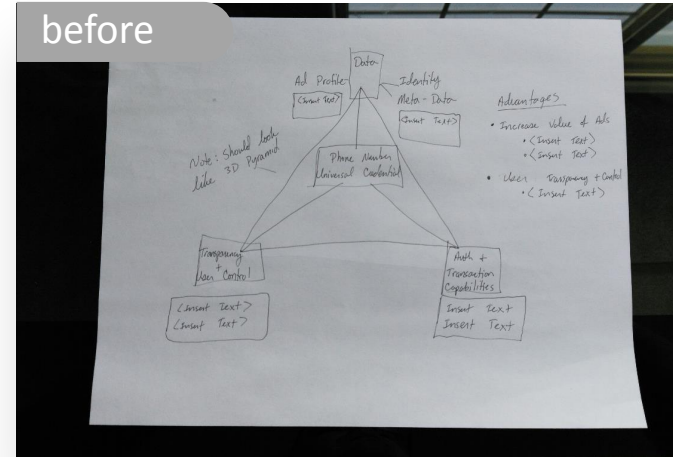 before
Data
Ad Profile
<Insert Text>
Identity
Meta-Data
<Insert Text>
Note: Should look
like 3D Pyramid
Phone Number
Universal Credential
Transparency
+
User Control
<Insert Text>
<Insert Text>
Auth +
Transaction
Capabilities
Insert Text
Insert Text
Advantages
• Increase Value of Ads
• <Insert Text>
• <Insert Text>
• User Transparency + Control
• <Insert Text>